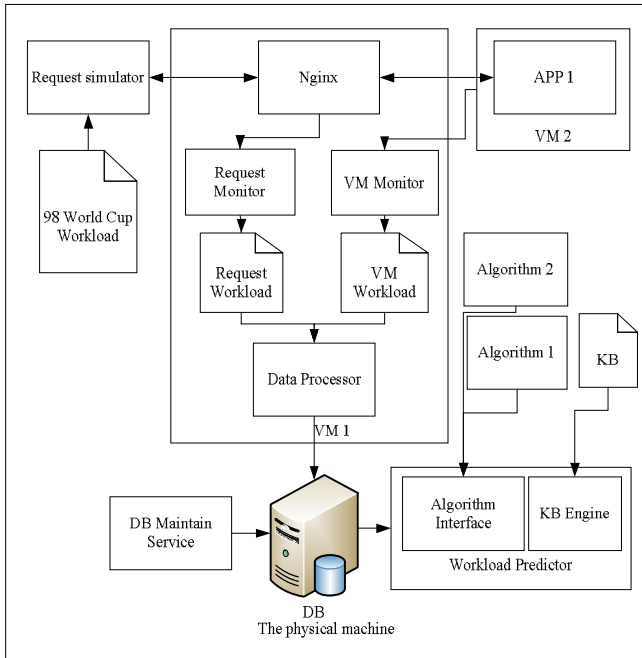 Request simulator
Nginx
APP 1
VM 2
98 World Cup
Workload
Request
Monitor
VM Monitor
Request
Workload
VM
Workload
Algorithm 2
Algorithm 1
KB
Data Processor
VM 1
DB Maintain
Service
Algorithm
Interface
KB Engine
Workload Predictor
DB
The physical machine